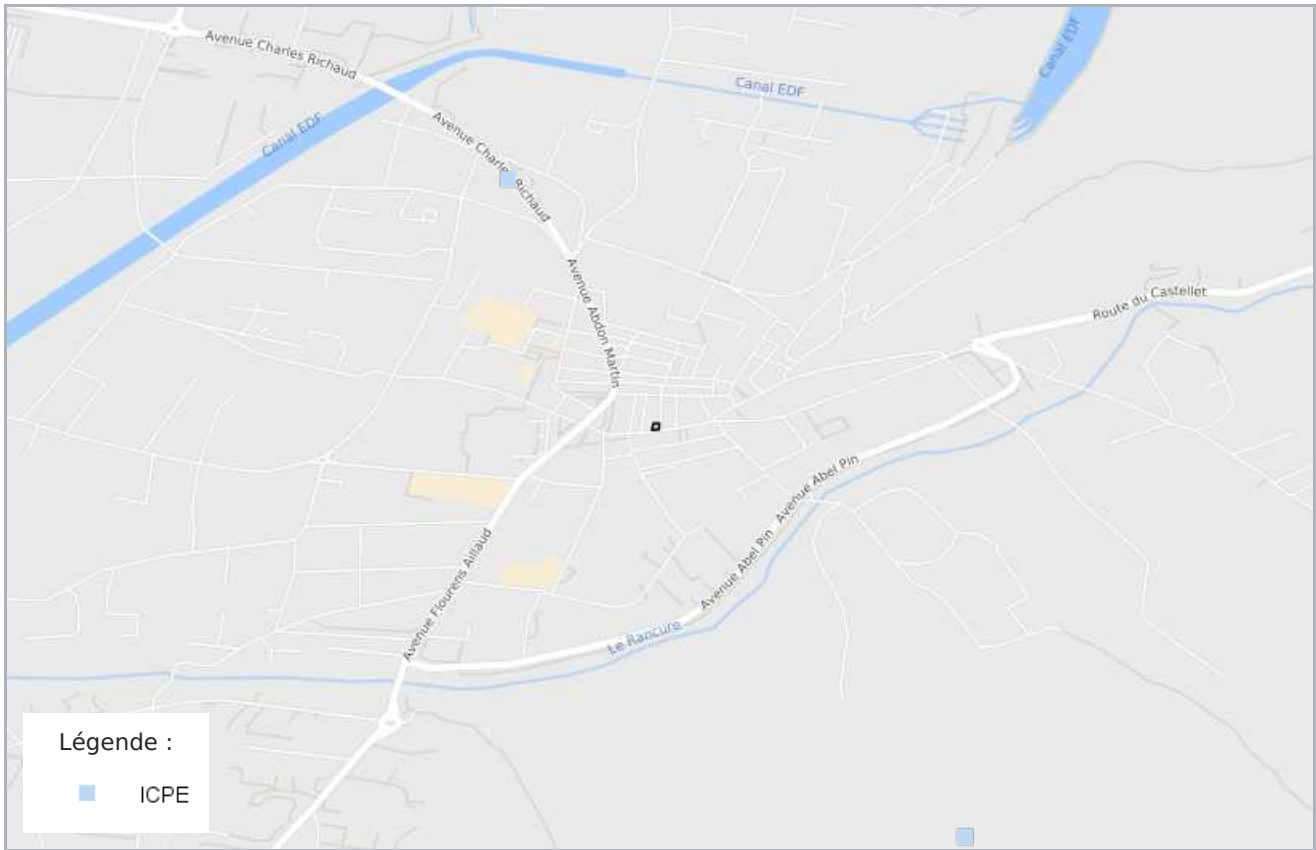 Avenue Charles Richaud
Canal EDF
Canal EDF
Canal EDF
Avenue Charles Richaud
Avenue Abdon Martin
Route du Castellet
Avenue Abel Pin
Avenue Abel Pin
Avenue Flourens Aillaud
Le Rancure
Légende :
ICPE